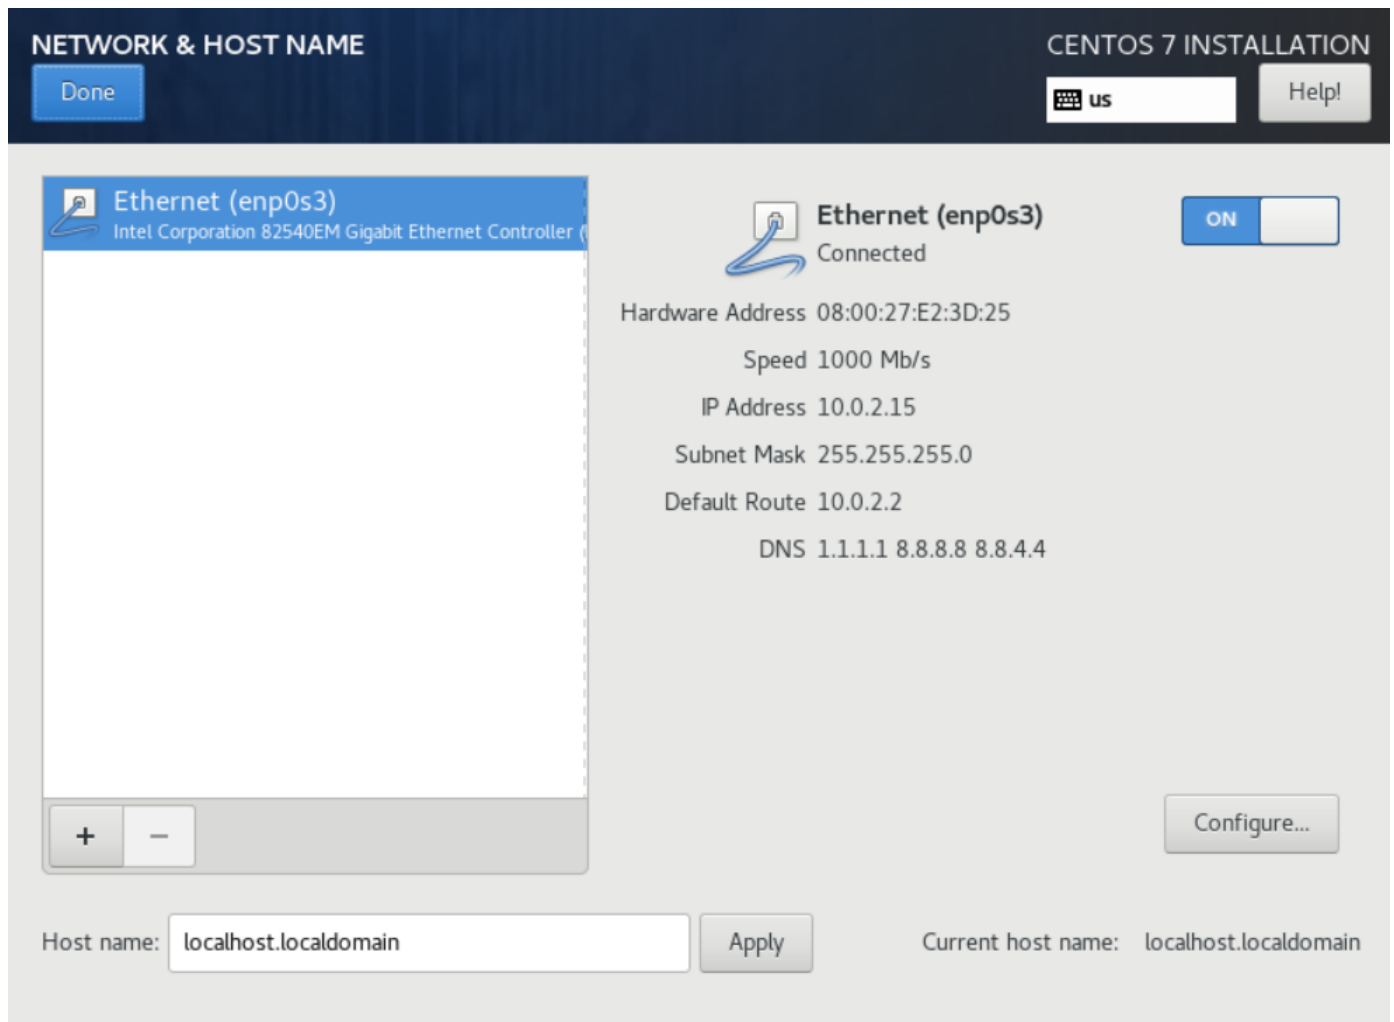 NETWORK & HOST NAME
CENTOS 7 INSTALLATION
Done
us
Help!
Ethernet (enp0s3)
Intel Corporation 82540EM Gigabit Ethernet Controller (
Ethernet (enp0s3)
Connected
ON
Hardware Address 08:00:27:E2:3D:25
Speed 1000 Mb/s
IP Address 10.0.2.15
Subnet Mask 255.255.255.0
Default Route 10.0.2.2
DNS 1.1.1.1 8.8.8.8 8.8.4.4
+ −
Configure...
Host name: localhost.localdomain Apply Current host name: localhost.localdomain